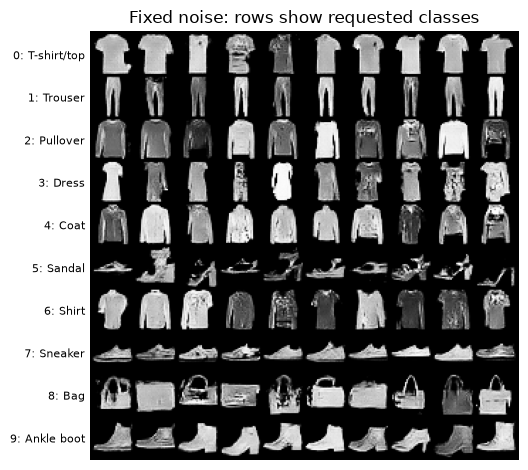 Fixed noise: rows show requested classes
0: T-shirt/top
1: Trouser
2: Pullover
3: Dress
4: Coat
5: Sandal
6: Shirt
7: Sneaker
8: Bag
9: Ankle boot